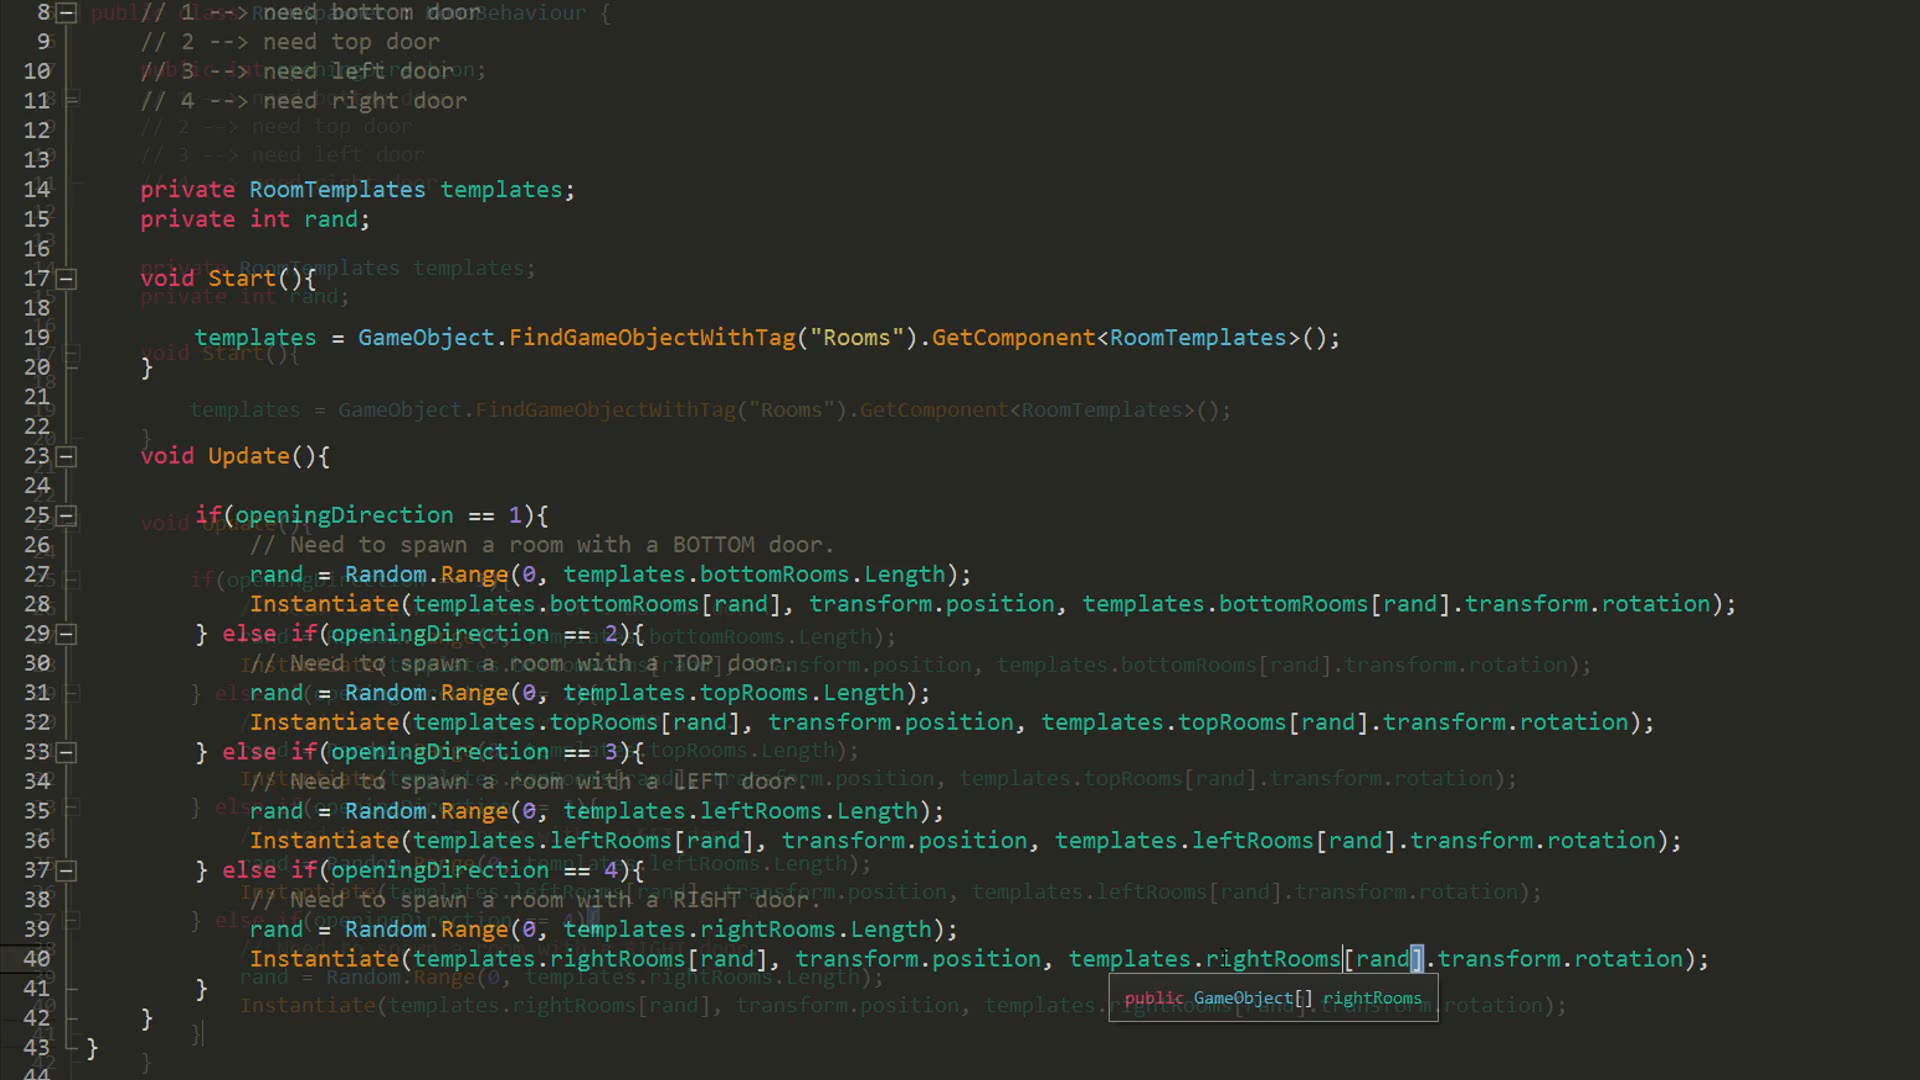 8 // 1 --> need bottom door
9 // 2 --> need top door
10 // 3 --> need left door
11 // 4 --> need right door
12
13
14 private RoomTemplates templates;
15 private int rand;
16
17 void Start(){
18
19 templates = GameObject.FindGameObjectWithTag("Rooms").GetComponent<RoomTemplates>();
20 }
21
22
23 void Update(){
24
25 if(openingDirection == 1){
26 // Need to spawn a room with a BOTTOM door.
27 rand = Random.Range(0, templates.bottomRooms.Length);
28 Instantiate(templates.bottomRooms[rand], transform.position, templates.bottomRooms[rand].transform.rotation);
29 } else if(openingDirection == 2){
30 // Need to spawn a room with a TOP door.
31 rand = Random.Range(0, templates.topRooms.Length);
32 Instantiate(templates.topRooms[rand], transform.position, templates.topRooms[rand].transform.rotation);
33 } else if(openingDirection == 3){
34 // Need to spawn a room with a LEFT door.
35 rand = Random.Range(0, templates.leftRooms.Length);
36 Instantiate(templates.leftRooms[rand], transform.position, templates.leftRooms[rand].transform.rotation);
37 } else if(openingDirection == 4){
38 // Need to spawn a room with a RIGHT door.
39 rand = Random.Range(0, templates.rightRooms.Length);
40 Instantiate(templates.rightRooms[rand], transform.position, templates.rightRooms[rand].transform.rotation);
public GameObject[] rightRooms
41 }
42 }
43 }
44